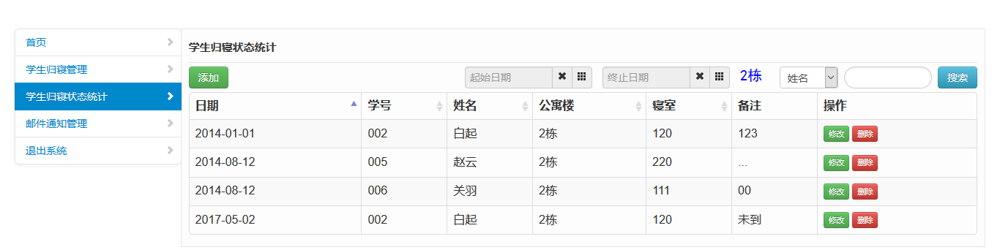 首页
学生归寝管理
学生归寝状态统计
邮件通知管理
退出系统
学生归寝状态统计
添加 起始日期 终止日期 2栋 姓名 搜索
日期 学号 姓名 公寓楼 寝室 备注 操作
2014-01-01 002 白起 2栋 120 123 修改 删除
2014-08-12 005 赵云 2栋 220 ... 修改 删除
2014-08-12 006 关羽 2栋 111 00 修改 删除
2017-05-02 002 白起 2栋 120 未到 修改 删除